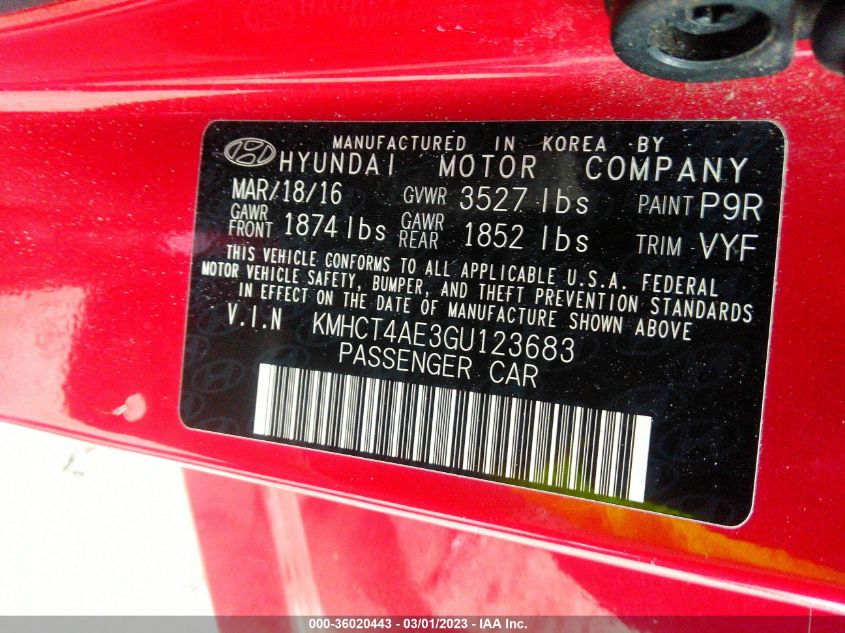 MANUFACTURED IN KOREA BY
HYUNDAI MOTOR COMPANY
MAR/18/16 GVWR 3527 lbs PAINT P9R
GAWR FRONT 1874 lbs GAWR REAR 1852 lbs TRIM VYF
THIS VEHICLE CONFORMS TO ALL APPLICABLE U.S.A. FEDERAL
MOTOR VEHICLE SAFETY, BUMPER, AND THEFT PREVENTION STANDARDS
IN EFFECT ON THE DATE OF MANUFACTURE SHOWN ABOVE
V.I.N KMHCT4AE3GU123683
PASSENGER CAR
000-36020443 - 03/01/2023 - © IAA Inc.